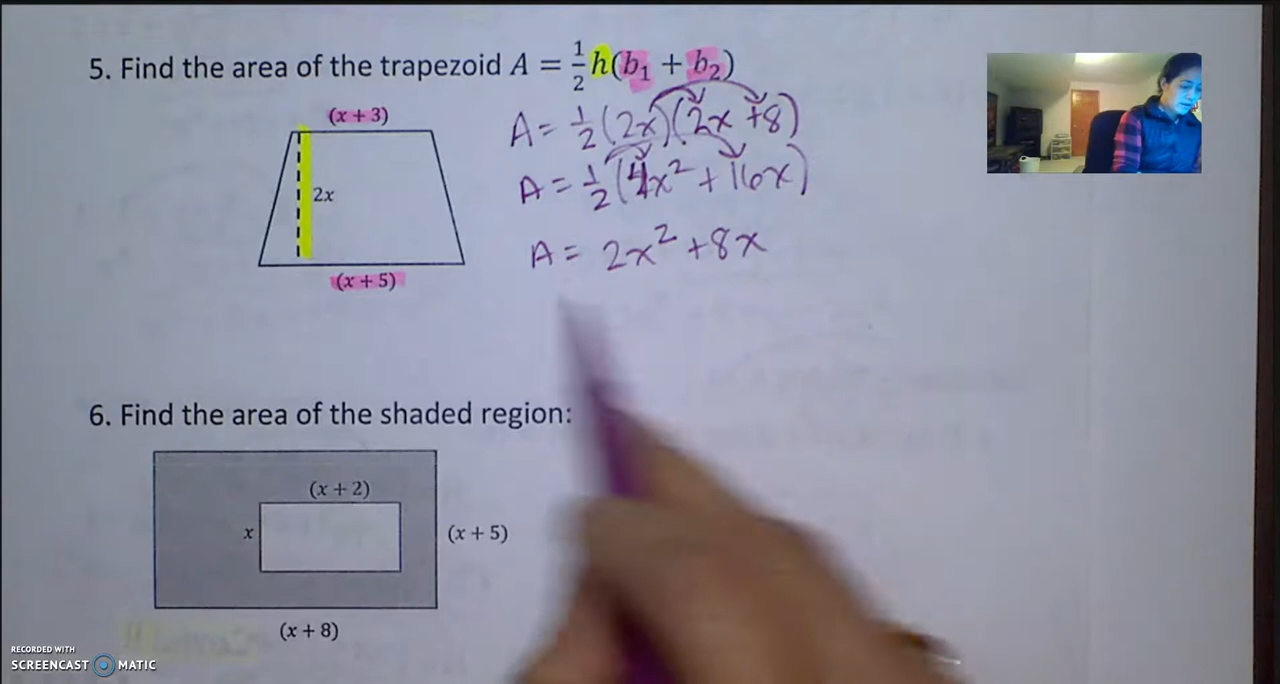 5. Find the area of the trapezoid A = 1/2 h(b₁ + b₂)
(x + 3)
2x
(x + 5)
A = 1/2 (2x)(2x + 8)
A = 1/2 (4x² + 16x)
A = 2x² + 8x
6. Find the area of the shaded region:
(x + 2)
x
(x + 5)
(x + 8)
RECORDED WITH
SCREENCAST MATIC